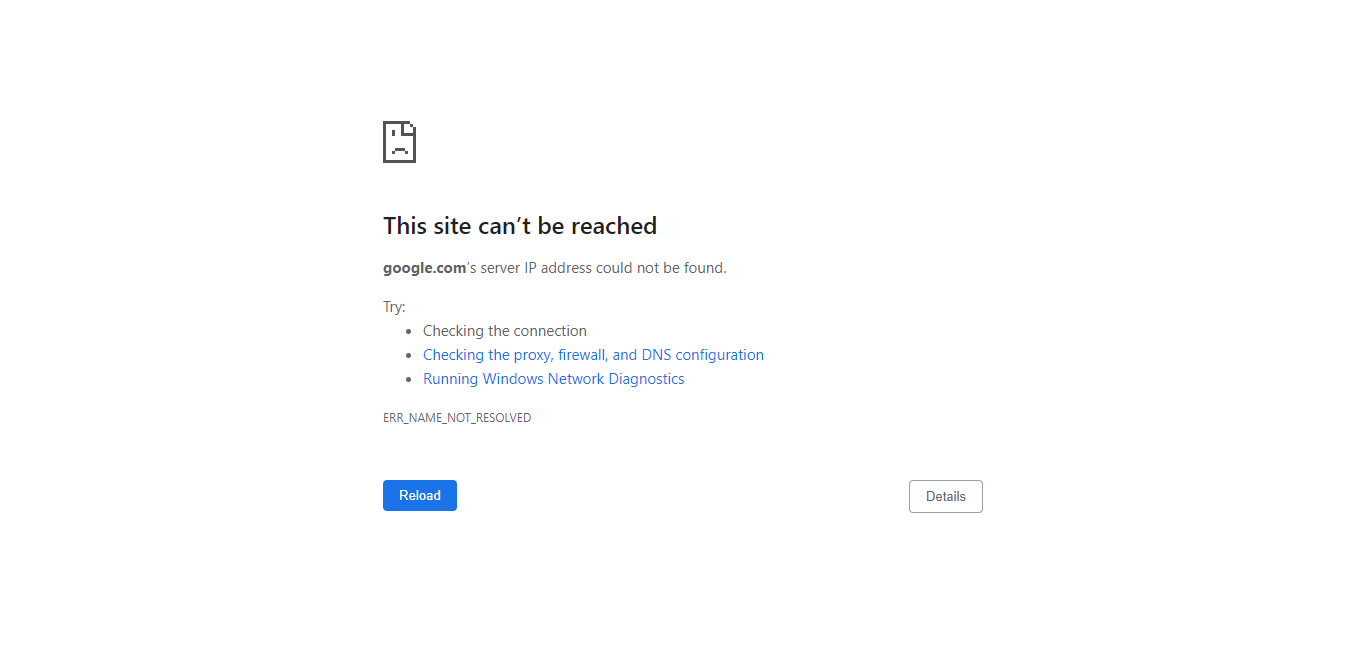 This site can’t be reached
google.com’s server IP address could not be found.
Try:
Checking the connection
Checking the proxy, firewall, and DNS configuration
Running Windows Network Diagnostics
ERR_NAME_NOT_RESOLVED
Reload
Details